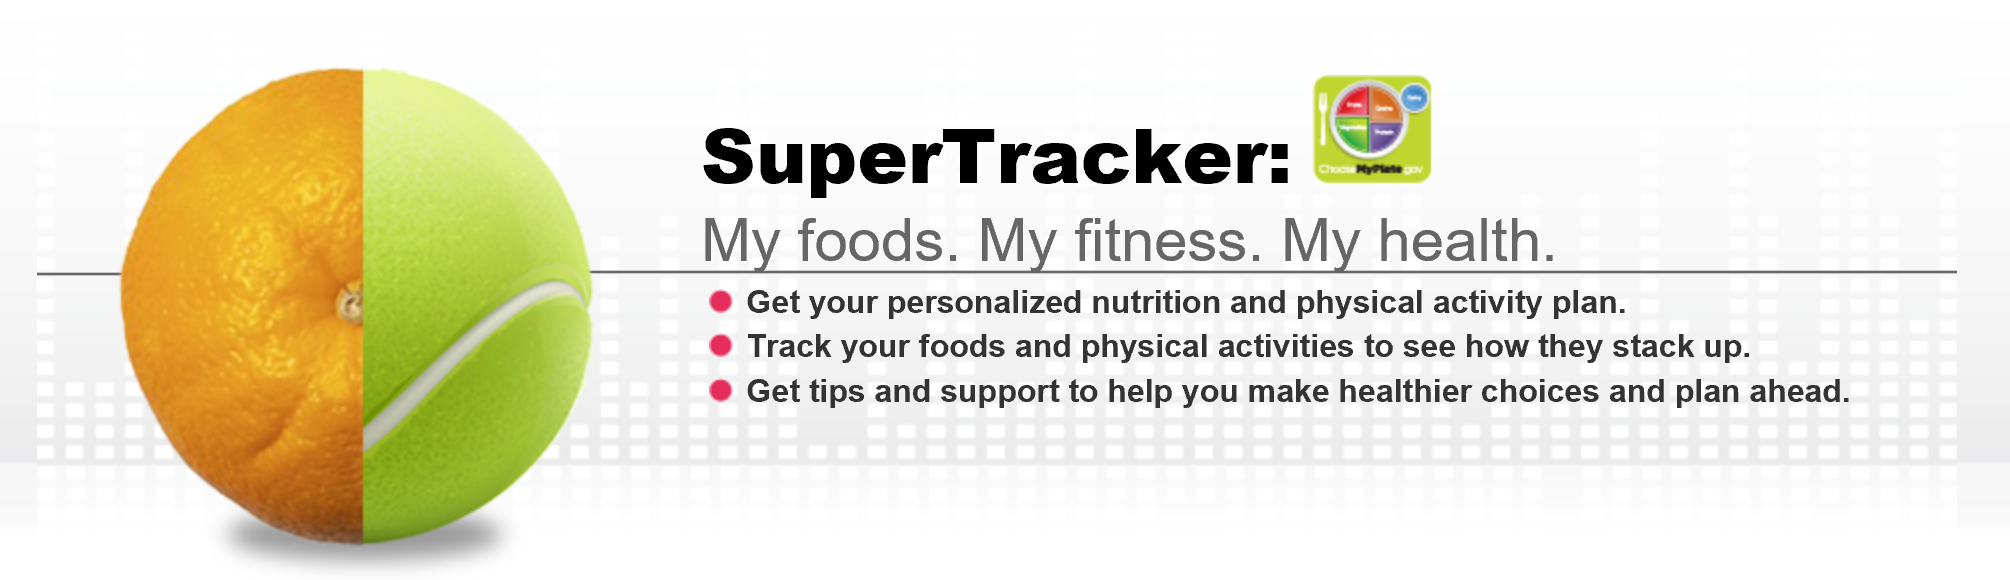 SuperTracker:
ChooseMyPlate.gov
My foods. My fitness. My health.
Get your personalized nutrition and physical activity plan.
Track your foods and physical activities to see how they stack up.
Get tips and support to help you make healthier choices and plan ahead.